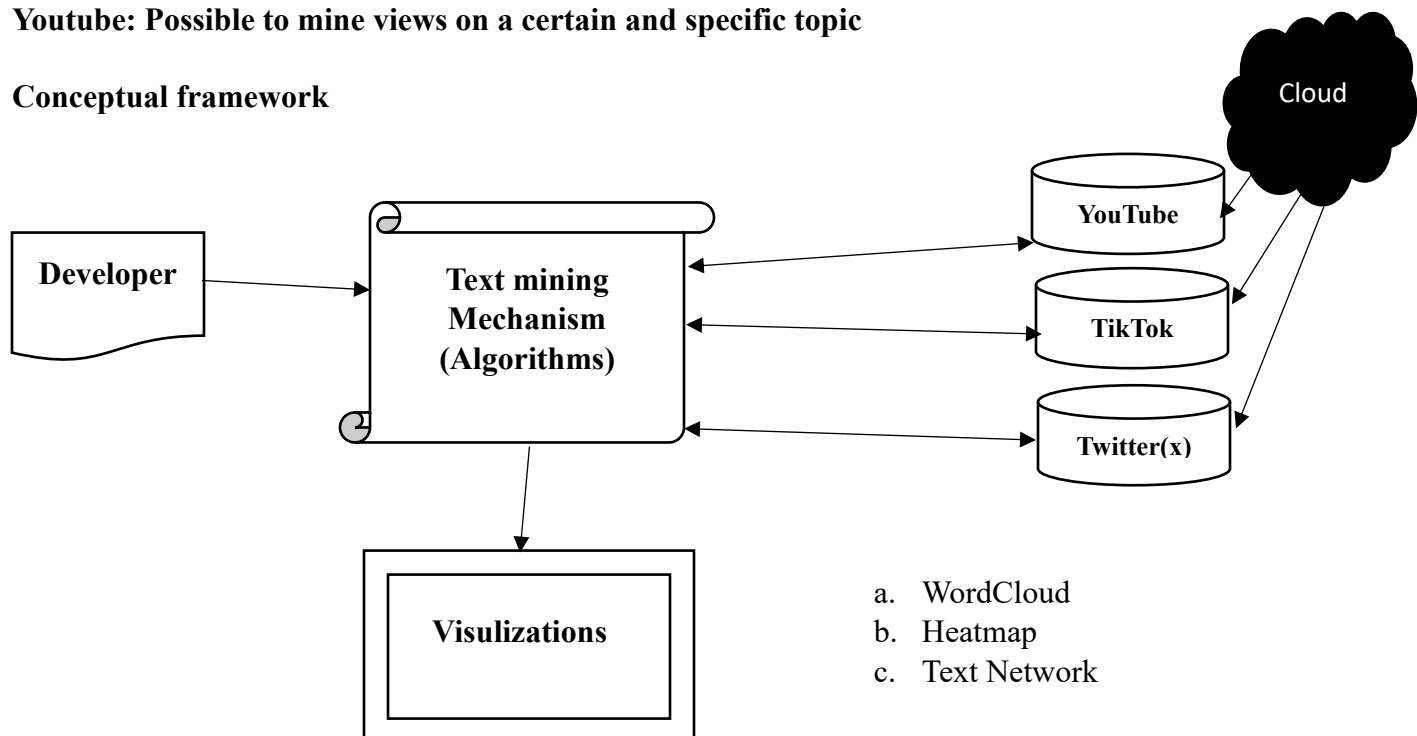 Youtube: Possible to mine views on a certain and specific topic
Conceptual framework
Cloud
YouTube
Developer
Text mining
Mechanism
(Algorithms)
TikTok
Twitter(x)
Visulizations
a. WordCloud
b. Heatmap
c. Text Network